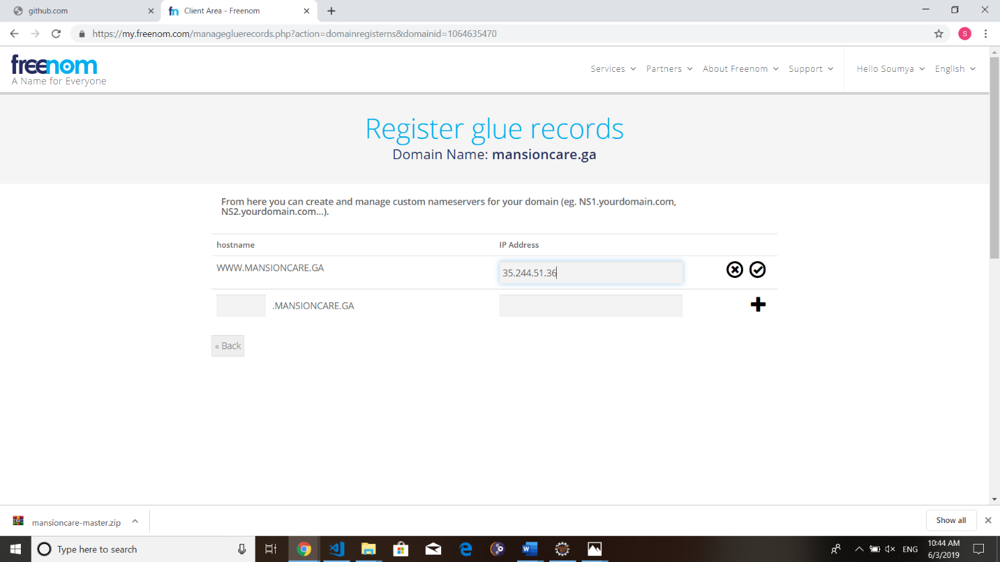 github.com
Client Area - Freenom
https://my.freenom.com/managegluerecords.php?action=domainregisterns&domainid=1064635470
S
freenom
A Name for Everyone
Services
Partners
About Freenom
Support
Hello Soumya
English
Register glue records
Domain Name: mansioncare.ga
From here you can create and manage custom nameservers for your domain (eg. NS1.yourdomain.com,
NS2.yourdomain.com...).
hostname
IP Address
WWW.MANSIONCARE.GA
35.244.51.36
.MANSIONCARE.GA
« Back
mansioncare-master.zip
Show all
Type here to search
ENG
10:44 AM
6/3/2019